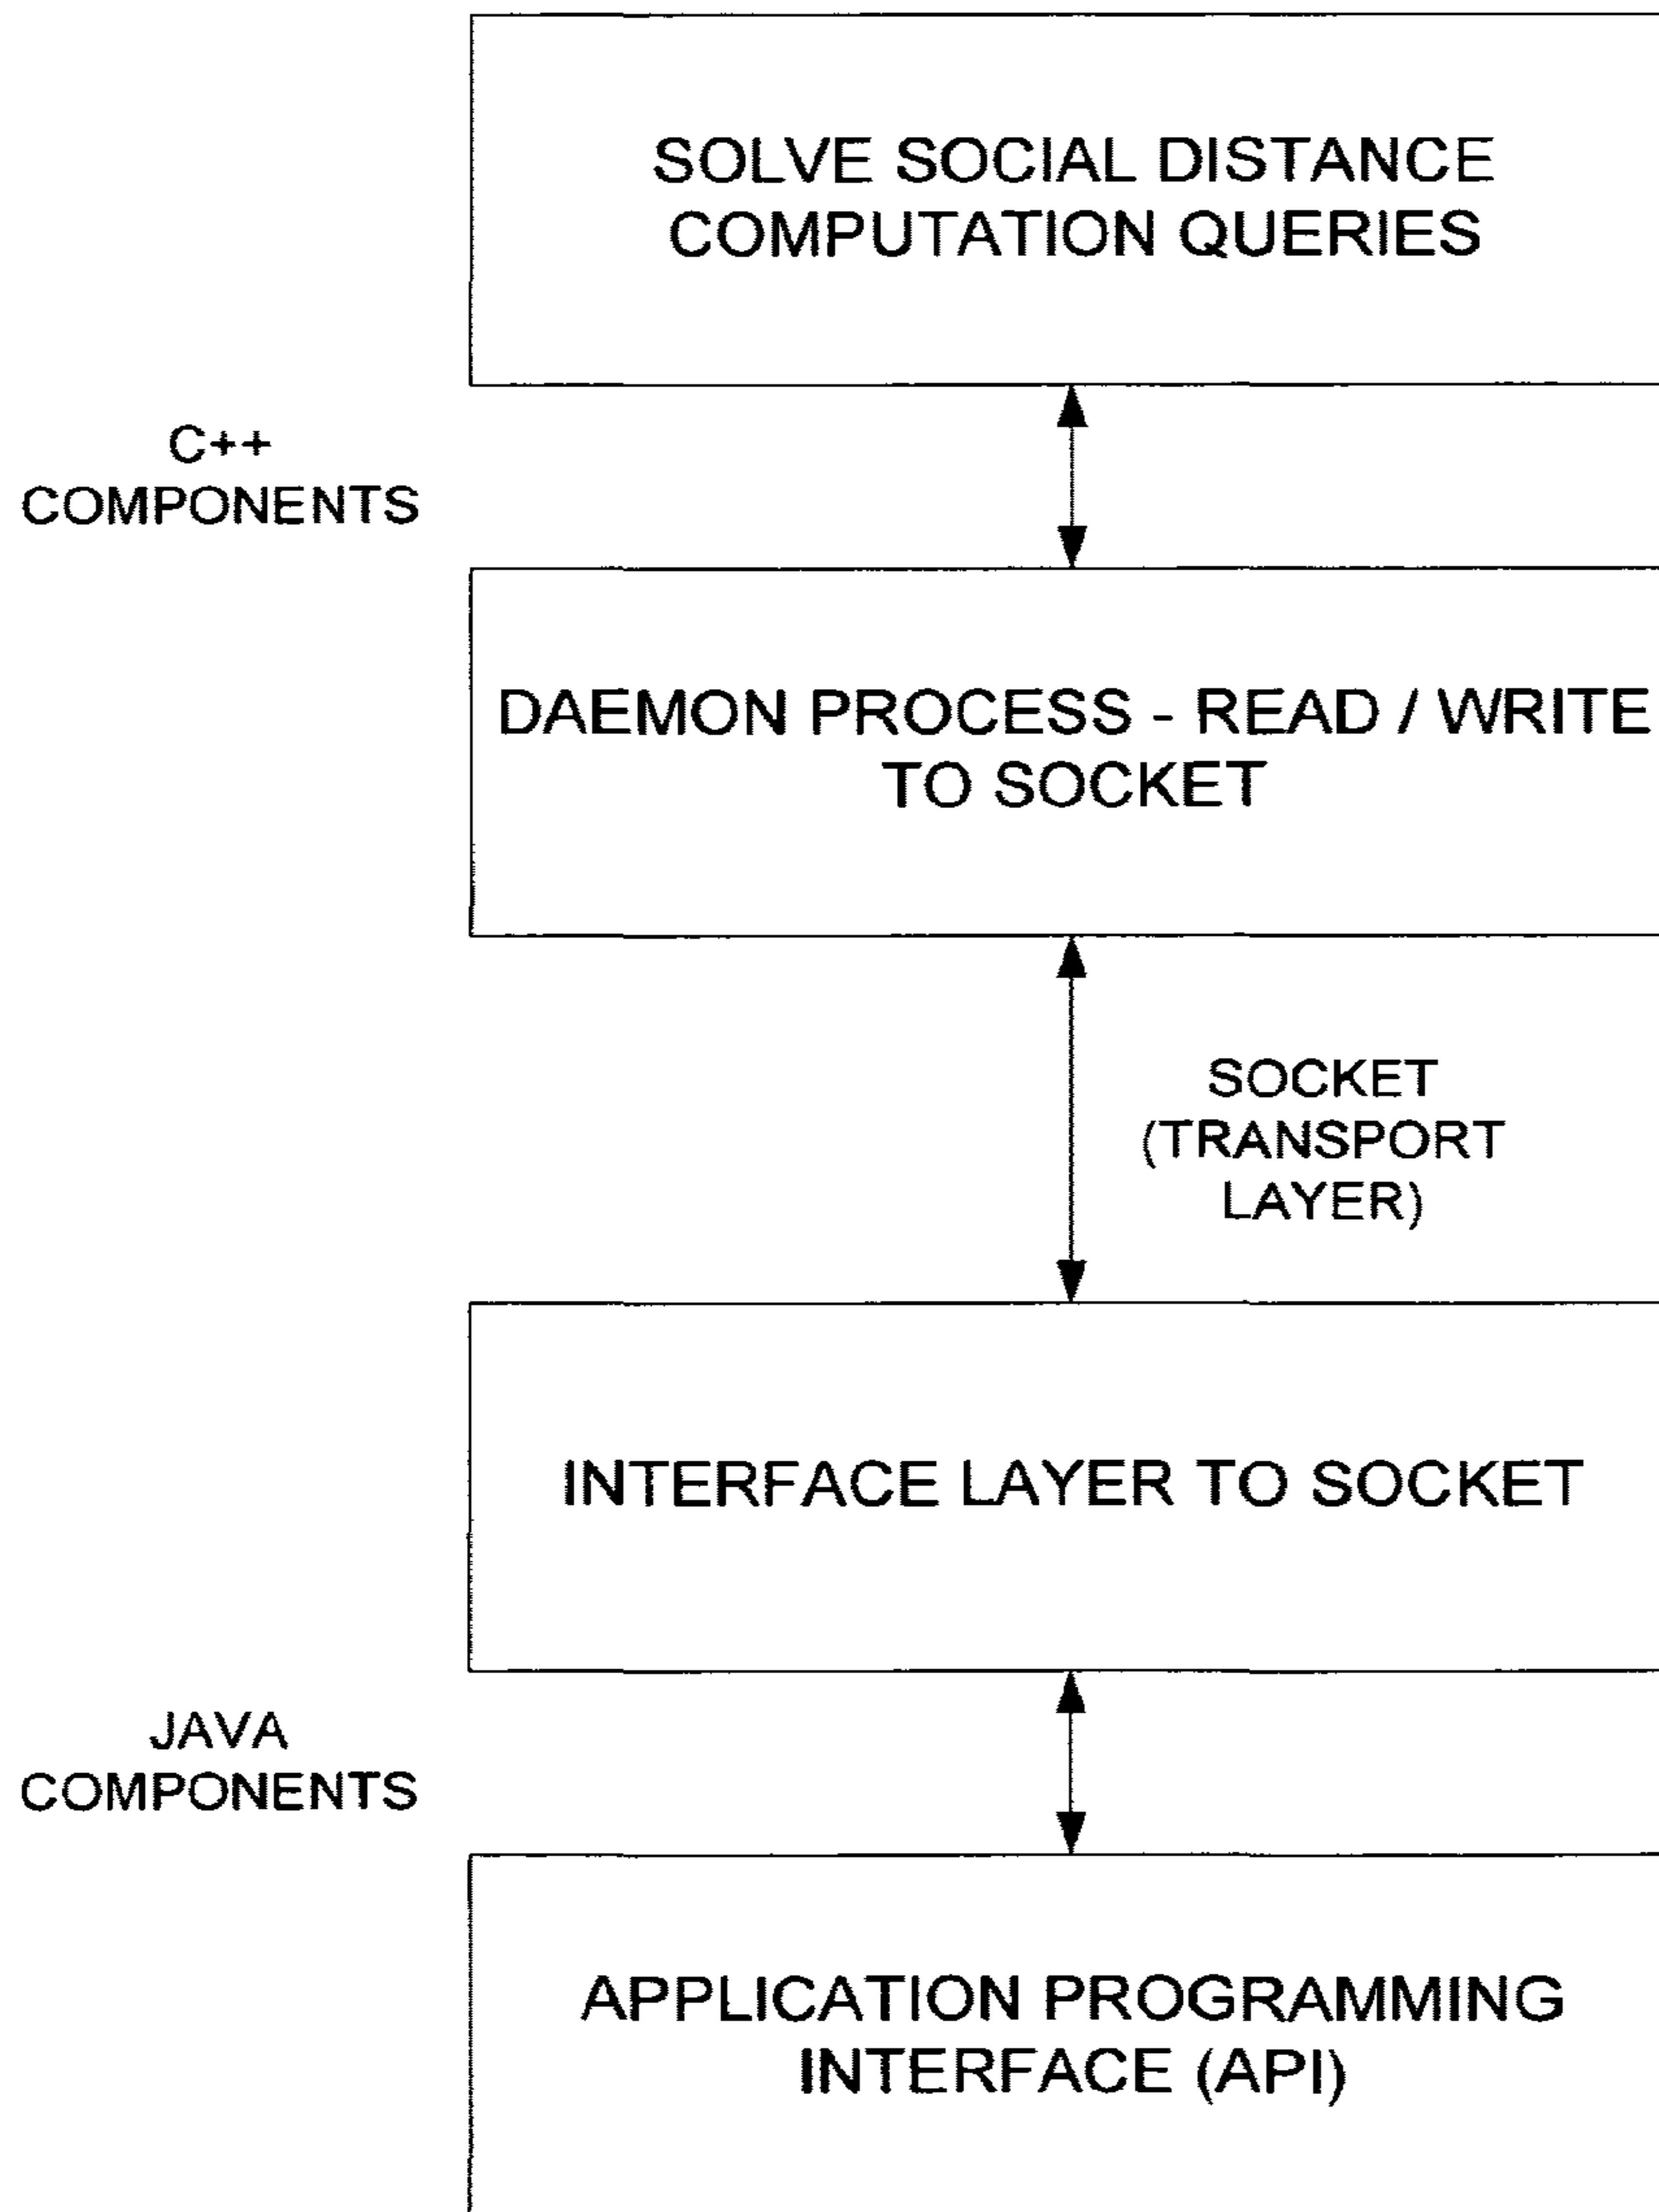 SOLVE SOCIAL DISTANCE
COMPUTATION QUERIES
C++
COMPONENTS
DAEMON PROCESS - READ / WRITE
TO SOCKET
SOCKET
(TRANSPORT
LAYER)
INTERFACE LAYER TO SOCKET
JAVA
COMPONENTS
APPLICATION PROGRAMMING
INTERFACE (API)